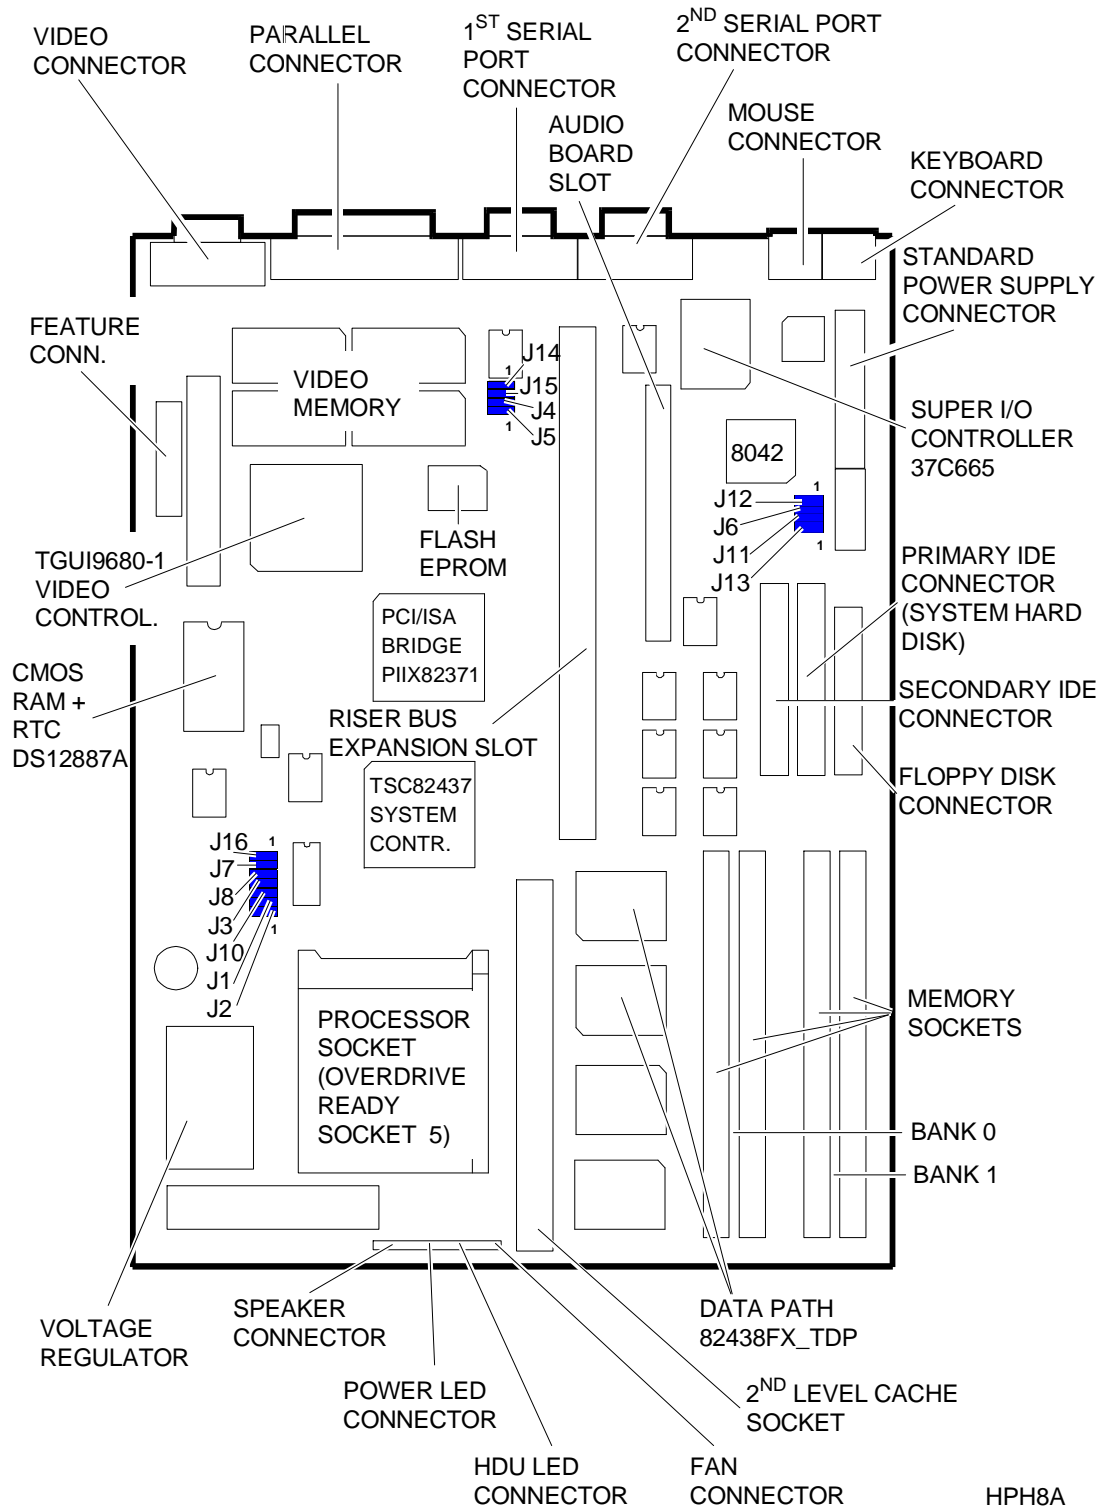 VIDEO
CONNECTOR
PARALLEL
CONNECTOR
1ST SERIAL
PORT
CONNECTOR
2ND SERIAL PORT
CONNECTOR
AUDIO
BOARD
SLOT
MOUSE
CONNECTOR
KEYBOARD
CONNECTOR
STANDARD
POWER SUPPLY
CONNECTOR
FEATURE
CONN.
VIDEO
MEMORY
1
J14
J15
J4
J5
1
SUPER I/O
CONTROLLER
37C665
8042
1
J12
J6
J11
J13
1
FLASH
EPROM
TGUI9680-1
VIDEO
CONTROL.
PRIMARY IDE
CONNECTOR
(SYSTEM HARD
DISK)
PCI/ISA
BRIDGE
PIIX82371
CMOS
RAM +
RTC
DS12887A
SECONDARY IDE
CONNECTOR
RISER BUS
EXPANSION SLOT
FLOPPY DISK
CONNECTOR
TSC82437
SYSTEM
CONTR.
1
J16
J7
J8
J3
J10
J1
J2
1
MEMORY
SOCKETS
PROCESSOR
SOCKET
(OVERDRIVE
READY
SOCKET 5)
BANK 0
BANK 1
VOLTAGE
REGULATOR
SPEAKER
CONNECTOR
DATA PATH
82438FX_TDP
POWER LED
CONNECTOR
2ND LEVEL CACHE
SOCKET
HDU LED
CONNECTOR
FAN
CONNECTOR
HPH8A